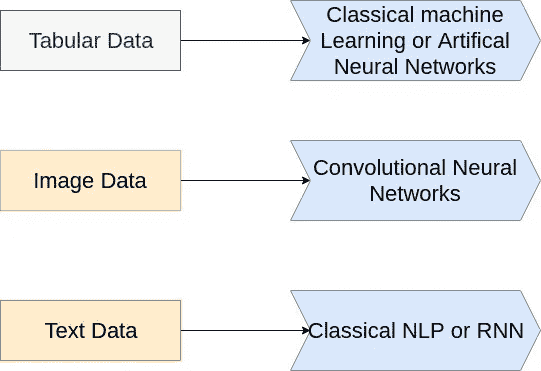 Tabular Data
Classical machine
Learning or Artifical
Neural Networks
Image Data
Convolutional Neural
Networks
Text Data
Classical NLP or RNN